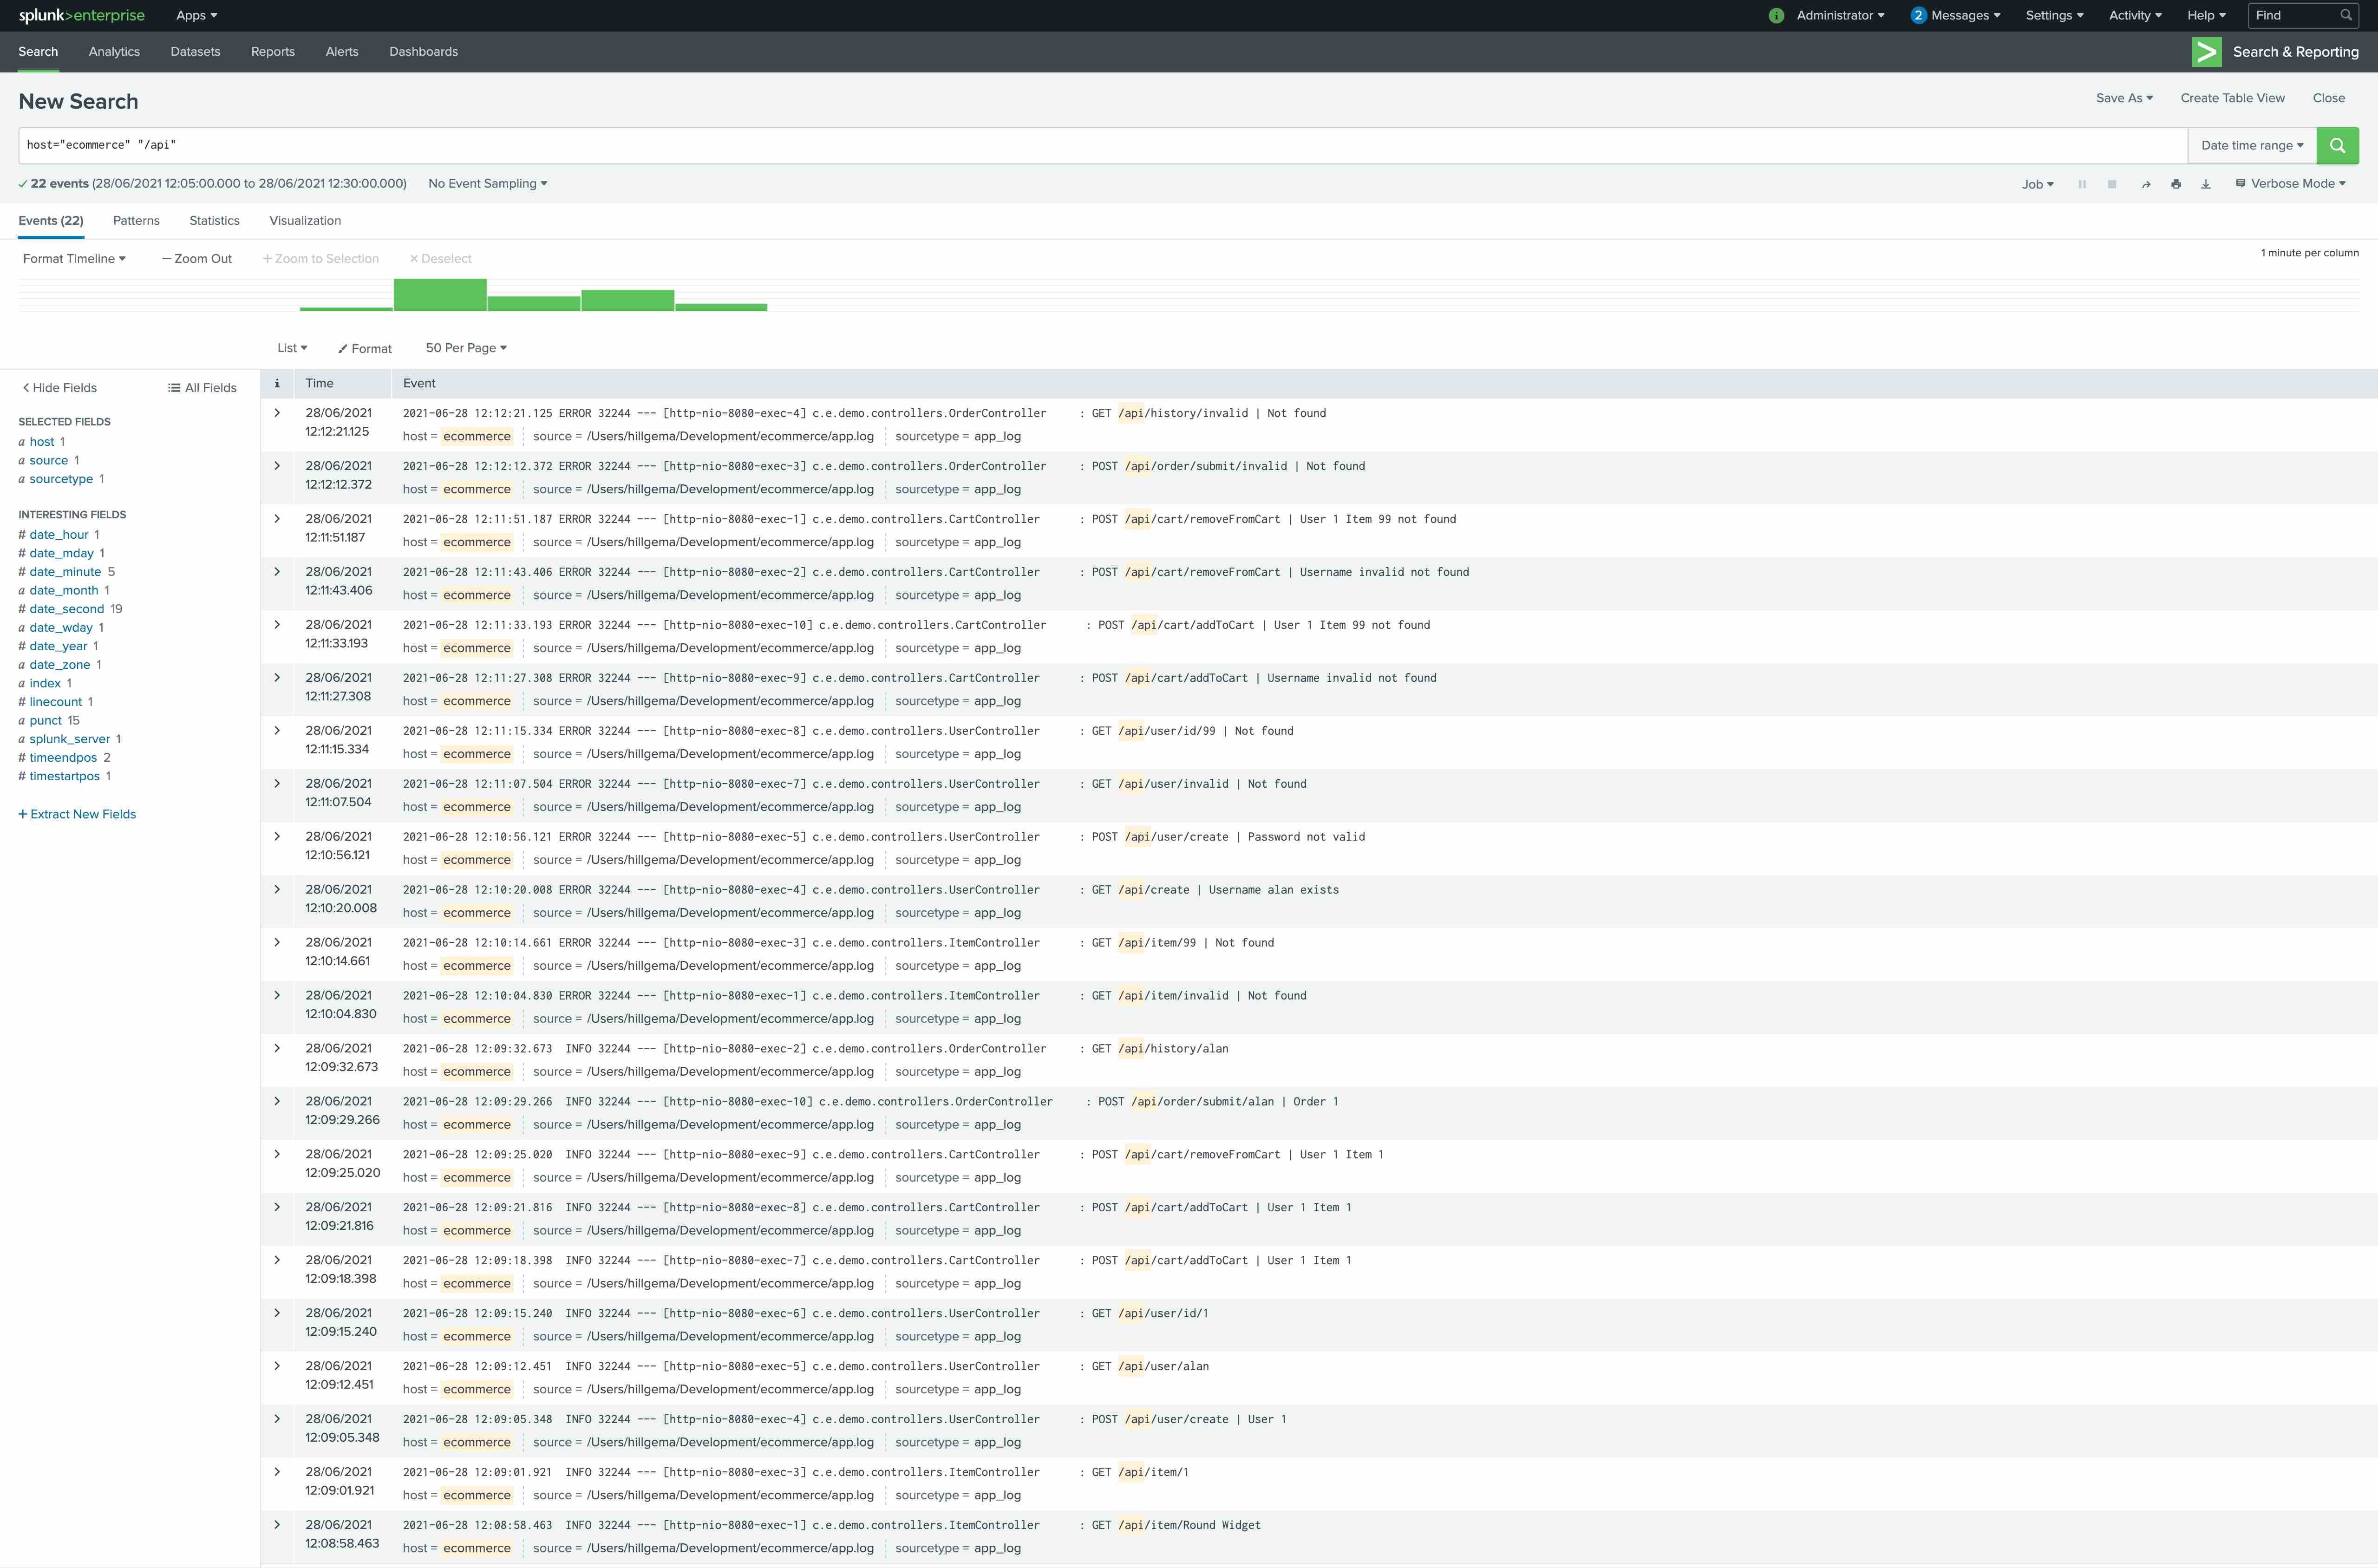 splunk>enterprise Apps i Administrator 2 Messages Settings Activity Help Find
Search Analytics Datasets Reports Alerts Dashboards > Search & Reporting
New Search Save As Create Table View Close
host="ecommerce" "/api" Date time range
22 events (28/06/2021 12:05:00.000 to 28/06/2021 12:30:00.000) No Event Sampling Job Verbose Mode
Events (22) Patterns Statistics Visualization
Format Timeline — Zoom Out + Zoom to Selection × Deselect 1 minute per column
List Format 50 Per Page
< Hide Fields All Fields
SELECTED FIELDS
a host 1
a source 1
a sourcetype 1
INTERESTING FIELDS
# date_hour 1
# date_mday 1
# date_minute 5
a date_month 1
# date_second 19
a date_wday 1
# date_year 1
a date_zone 1
a index 1
# linecount 1
a punct 15
a splunk_server 1
# timeendpos 2
# timestartpos 1
+ Extract New Fields
i Time Event
> 28/06/2021 2021-06-28 12:12:21.125 ERROR 32244 --- [http-nio-8080-exec-4] c.e.demo.controllers.OrderController : GET /api/history/invalid | Not found
12:12:21.125 host = ecommerce source = /Users/hillgema/Development/ecommerce/app.log sourcetype = app_log
> 28/06/2021 2021-06-28 12:12:12.372 ERROR 32244 --- [http-nio-8080-exec-3] c.e.demo.controllers.OrderController : POST /api/order/submit/invalid | Not found
12:12:12.372 host = ecommerce source = /Users/hillgema/Development/ecommerce/app.log sourcetype = app_log
> 28/06/2021 2021-06-28 12:11:51.187 ERROR 32244 --- [http-nio-8080-exec-1] c.e.demo.controllers.CartController : POST /api/cart/removeFromCart | User 1 Item 99 not found
12:11:51.187 host = ecommerce source = /Users/hillgema/Development/ecommerce/app.log sourcetype = app_log
> 28/06/2021 2021-06-28 12:11:43.406 ERROR 32244 --- [http-nio-8080-exec-2] c.e.demo.controllers.CartController : POST /api/cart/removeFromCart | Username invalid not found
12:11:43.406 host = ecommerce source = /Users/hillgema/Development/ecommerce/app.log sourcetype = app_log
> 28/06/2021 2021-06-28 12:11:33.193 ERROR 32244 --- [http-nio-8080-exec-10] c.e.demo.controllers.CartController : POST /api/cart/addToCart | User 1 Item 99 not found
12:11:33.193 host = ecommerce source = /Users/hillgema/Development/ecommerce/app.log sourcetype = app_log
> 28/06/2021 2021-06-28 12:11:27.308 ERROR 32244 --- [http-nio-8080-exec-9] c.e.demo.controllers.CartController : POST /api/cart/addToCart | Username invalid not found
12:11:27.308 host = ecommerce source = /Users/hillgema/Development/ecommerce/app.log sourcetype = app_log
> 28/06/2021 2021-06-28 12:11:15.334 ERROR 32244 --- [http-nio-8080-exec-8] c.e.demo.controllers.UserController : GET /api/user/id/99 | Not found
12:11:15.334 host = ecommerce source = /Users/hillgema/Development/ecommerce/app.log sourcetype = app_log
> 28/06/2021 2021-06-28 12:11:07.504 ERROR 32244 --- [http-nio-8080-exec-7] c.e.demo.controllers.UserController : GET /api/user/invalid | Not found
12:11:07.504 host = ecommerce source = /Users/hillgema/Development/ecommerce/app.log sourcetype = app_log
> 28/06/2021 2021-06-28 12:10:56.121 ERROR 32244 --- [http-nio-8080-exec-5] c.e.demo.controllers.UserController : POST /api/user/create | Password not valid
12:10:56.121 host = ecommerce source = /Users/hillgema/Development/ecommerce/app.log sourcetype = app_log
> 28/06/2021 2021-06-28 12:10:20.008 ERROR 32244 --- [http-nio-8080-exec-4] c.e.demo.controllers.UserController : GET /api/create | Username alan exists
12:10:20.008 host = ecommerce source = /Users/hillgema/Development/ecommerce/app.log sourcetype = app_log
> 28/06/2021 2021-06-28 12:10:14.661 ERROR 32244 --- [http-nio-8080-exec-3] c.e.demo.controllers.ItemController : GET /api/item/99 | Not found
12:10:14.661 host = ecommerce source = /Users/hillgema/Development/ecommerce/app.log sourcetype = app_log
> 28/06/2021 2021-06-28 12:10:04.830 ERROR 32244 --- [http-nio-8080-exec-1] c.e.demo.controllers.ItemController : GET /api/item/invalid | Not found
12:10:04.830 host = ecommerce source = /Users/hillgema/Development/ecommerce/app.log sourcetype = app_log
> 28/06/2021 2021-06-28 12:09:32.673 INFO 32244 --- [http-nio-8080-exec-2] c.e.demo.controllers.OrderController : GET /api/history/alan
12:09:32.673 host = ecommerce source = /Users/hillgema/Development/ecommerce/app.log sourcetype = app_log
> 28/06/2021 2021-06-28 12:09:29.266 INFO 32244 --- [http-nio-8080-exec-10] c.e.demo.controllers.OrderController : POST /api/order/submit/alan | Order 1
12:09:29.266 host = ecommerce source = /Users/hillgema/Development/ecommerce/app.log sourcetype = app_log
> 28/06/2021 2021-06-28 12:09:25.020 INFO 32244 --- [http-nio-8080-exec-9] c.e.demo.controllers.CartController : POST /api/cart/removeFromCart | User 1 Item 1
12:09:25.020 host = ecommerce source = /Users/hillgema/Development/ecommerce/app.log sourcetype = app_log
> 28/06/2021 2021-06-28 12:09:21.816 INFO 32244 --- [http-nio-8080-exec-8] c.e.demo.controllers.CartController : POST /api/cart/addToCart | User 1 Item 1
12:09:21.816 host = ecommerce source = /Users/hillgema/Development/ecommerce/app.log sourcetype = app_log
> 28/06/2021 2021-06-28 12:09:18.398 INFO 32244 --- [http-nio-8080-exec-7] c.e.demo.controllers.CartController : POST /api/cart/addToCart | User 1 Item 1
12:09:18.398 host = ecommerce source = /Users/hillgema/Development/ecommerce/app.log sourcetype = app_log
> 28/06/2021 2021-06-28 12:09:15.240 INFO 32244 --- [http-nio-8080-exec-6] c.e.demo.controllers.UserController : GET /api/user/id/1
12:09:15.240 host = ecommerce source = /Users/hillgema/Development/ecommerce/app.log sourcetype = app_log
> 28/06/2021 2021-06-28 12:09:12.451 INFO 32244 --- [http-nio-8080-exec-5] c.e.demo.controllers.UserController : GET /api/user/alan
12:09:12.451 host = ecommerce source = /Users/hillgema/Development/ecommerce/app.log sourcetype = app_log
> 28/06/2021 2021-06-28 12:09:05.348 INFO 32244 --- [http-nio-8080-exec-4] c.e.demo.controllers.UserController : POST /api/user/create | User 1
12:09:05.348 host = ecommerce source = /Users/hillgema/Development/ecommerce/app.log sourcetype = app_log
> 28/06/2021 2021-06-28 12:09:01.921 INFO 32244 --- [http-nio-8080-exec-3] c.e.demo.controllers.ItemController : GET /api/item/1
12:09:01.921 host = ecommerce source = /Users/hillgema/Development/ecommerce/app.log sourcetype = app_log
> 28/06/2021 2021-06-28 12:08:58.463 INFO 32244 --- [http-nio-8080-exec-1] c.e.demo.controllers.ItemController : GET /api/item/Round Widget
12:08:58.463 host = ecommerce source = /Users/hillgema/Development/ecommerce/app.log sourcetype = app_log